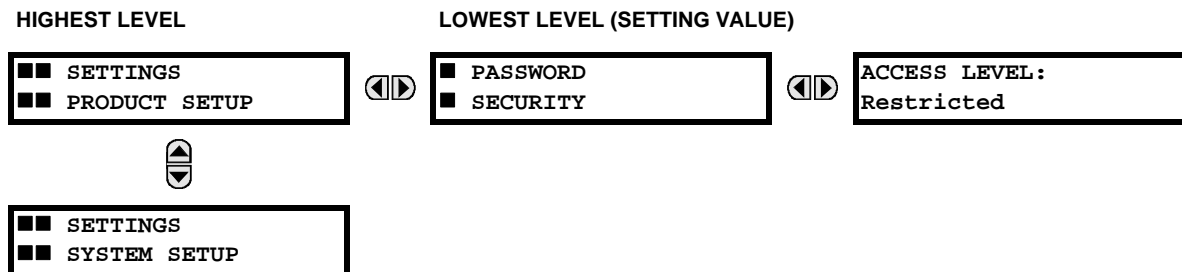 HIGHEST LEVEL
LOWEST LEVEL (SETTING VALUE)
■■ SETTINGS
■■ PRODUCT SETUP
■ PASSWORD
■ SECURITY
ACCESS LEVEL:
Restricted
■■ SETTINGS
■■ SYSTEM SETUP